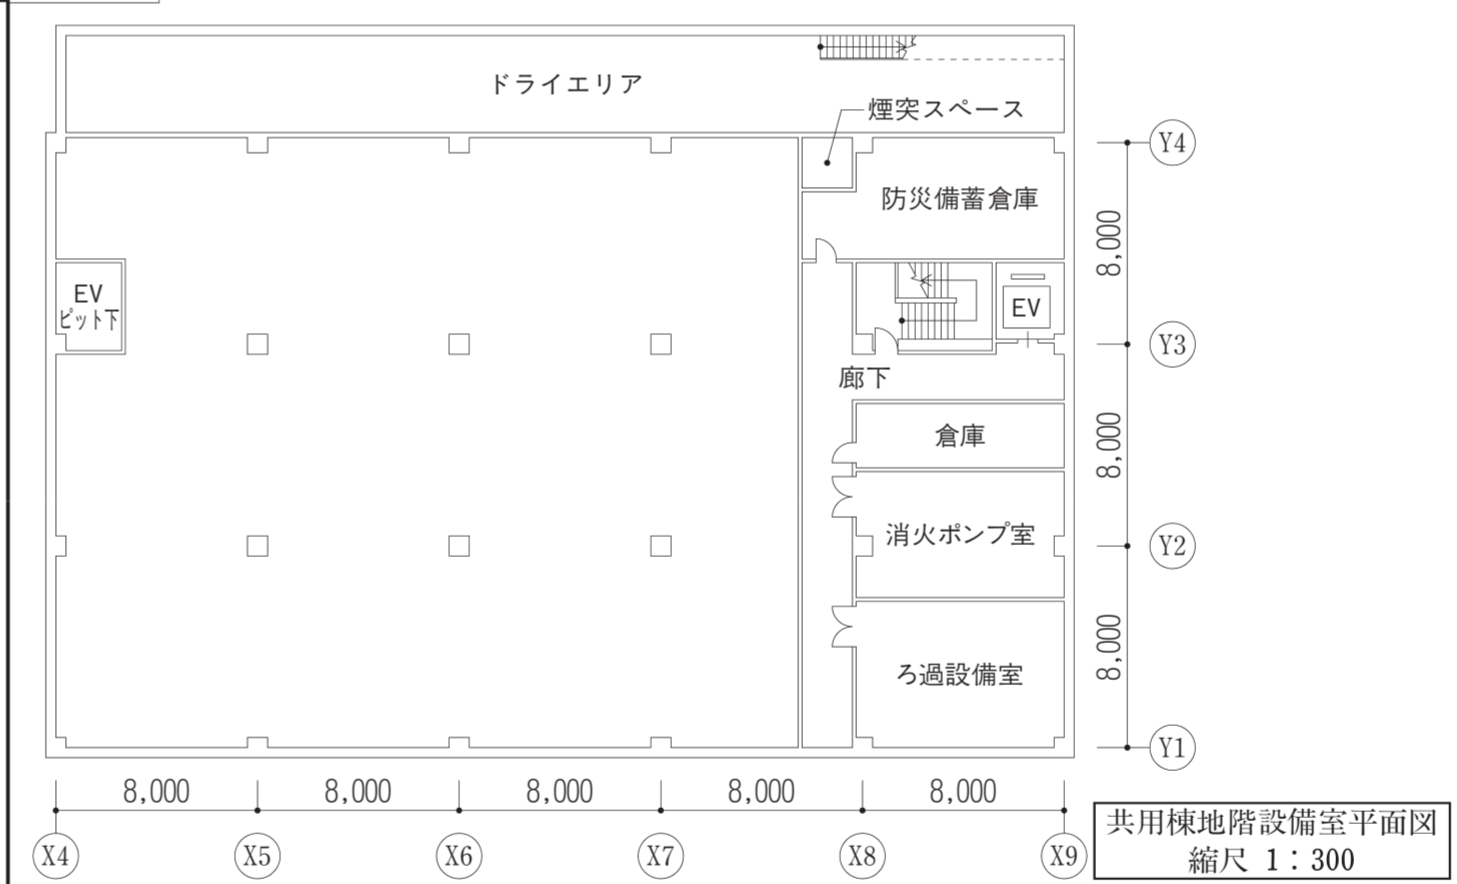 ドライエリア
煙突スペース
防災備蓄倉庫
EV
ピット下
EV
廊下
倉庫
消火ポンプ室
ろ過設備室
Y4
8,000
Y3
8,000
Y2
8,000
Y1
8,000 8,000 8,000 8,000 8,000
X4 X5 X6 X7 X8 X9
共用棟地階設備室平面図
縮尺 1：300